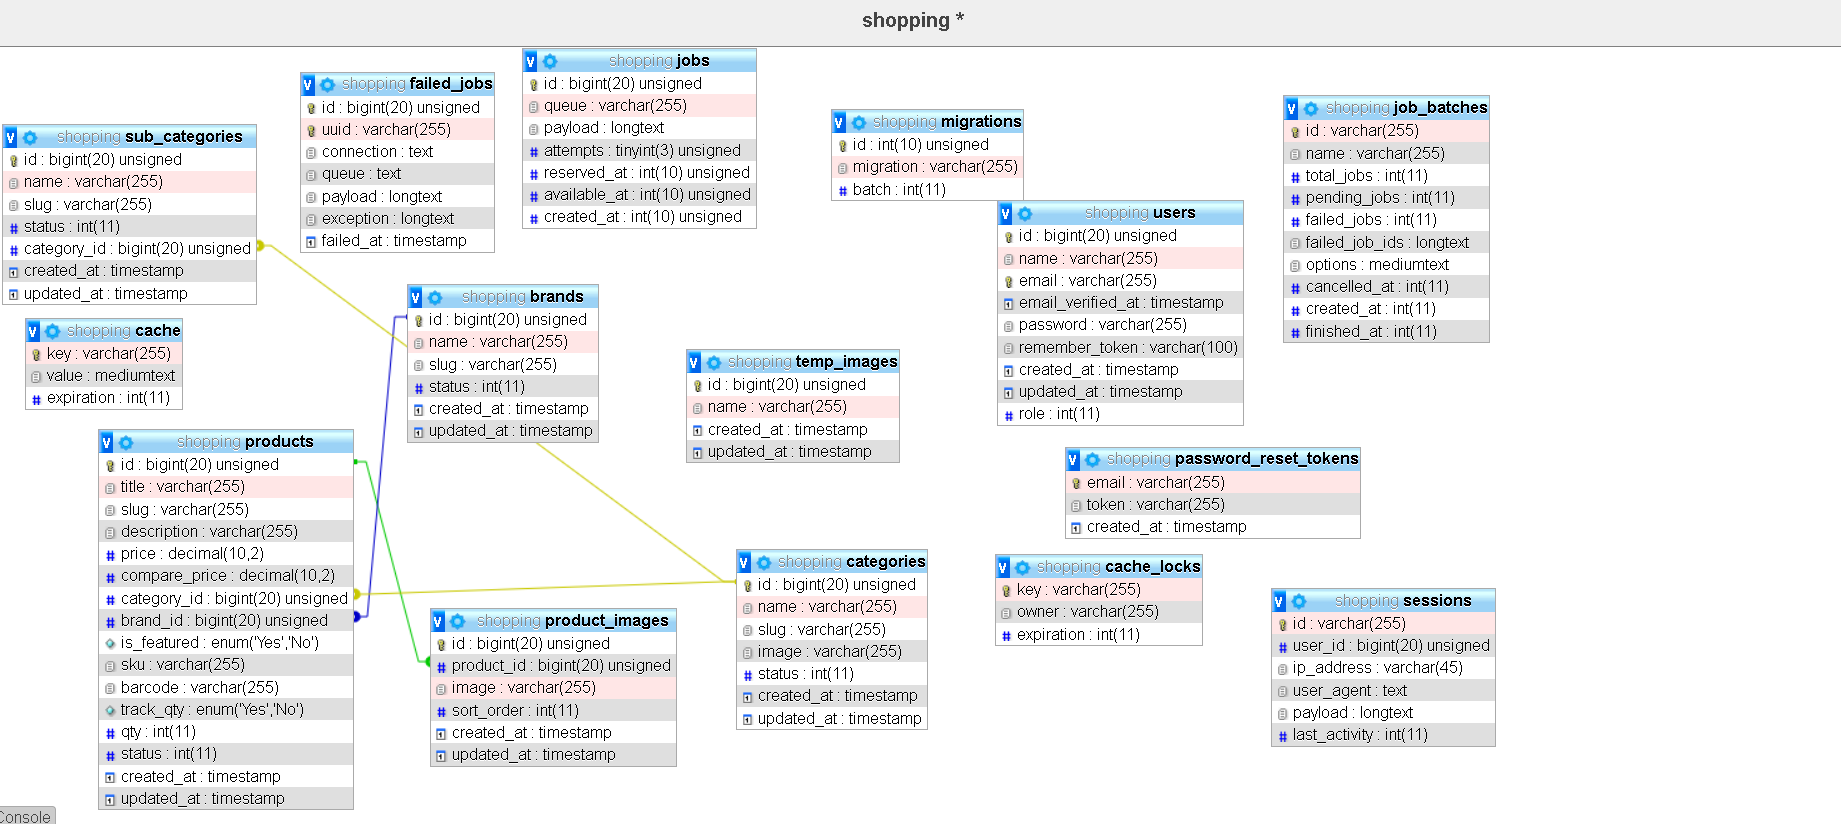 shopping *
shopping sub_categories
id : bigint(20) unsigned
name : varchar(255)
slug : varchar(255)
status : int(11)
category_id : bigint(20) unsigned
created_at : timestamp
updated_at : timestamp
shopping failed_jobs
id : bigint(20) unsigned
uuid : varchar(255)
connection : text
queue : text
payload : longtext
exception : longtext
failed_at : timestamp
shopping jobs
id : bigint(20) unsigned
queue : varchar(255)
payload : longtext
attempts : tinyint(3) unsigned
reserved_at : int(10) unsigned
available_at : int(10) unsigned
created_at : int(10) unsigned
shopping migrations
id : int(10) unsigned
migration : varchar(255)
batch : int(11)
shopping job_batches
id : varchar(255)
name : varchar(255)
total_jobs : int(11)
pending_jobs : int(11)
failed_jobs : int(11)
failed_job_ids : longtext
options : mediumtext
cancelled_at : int(11)
created_at : int(11)
finished_at : int(11)
shopping users
id : bigint(20) unsigned
name : varchar(255)
email : varchar(255)
email_verified_at : timestamp
password : varchar(255)
remember_token : varchar(100)
created_at : timestamp
updated_at : timestamp
role : int(11)
shopping cache
key : varchar(255)
value : mediumtext
expiration : int(11)
shopping brands
id : bigint(20) unsigned
name : varchar(255)
slug : varchar(255)
status : int(11)
created_at : timestamp
updated_at : timestamp
shopping temp_images
id : bigint(20) unsigned
name : varchar(255)
created_at : timestamp
updated_at : timestamp
shopping products
id : bigint(20) unsigned
title : varchar(255)
slug : varchar(255)
description : varchar(255)
price : decimal(10,2)
compare_price : decimal(10,2)
category_id : bigint(20) unsigned
brand_id : bigint(20) unsigned
is_featured : enum('Yes','No')
sku : varchar(255)
barcode : varchar(255)
track_qty : enum('Yes','No')
qty : int(11)
status : int(11)
created_at : timestamp
updated_at : timestamp
shopping product_images
id : bigint(20) unsigned
product_id : bigint(20) unsigned
image : varchar(255)
sort_order : int(11)
created_at : timestamp
updated_at : timestamp
shopping categories
id : bigint(20) unsigned
name : varchar(255)
slug : varchar(255)
image : varchar(255)
status : int(11)
created_at : timestamp
updated_at : timestamp
shopping password_reset_tokens
email : varchar(255)
token : varchar(255)
created_at : timestamp
shopping cache_locks
key : varchar(255)
owner : varchar(255)
expiration : int(11)
shopping sessions
id : varchar(255)
user_id : bigint(20) unsigned
ip_address : varchar(45)
user_agent : text
payload : longtext
last_activity : int(11)
Console